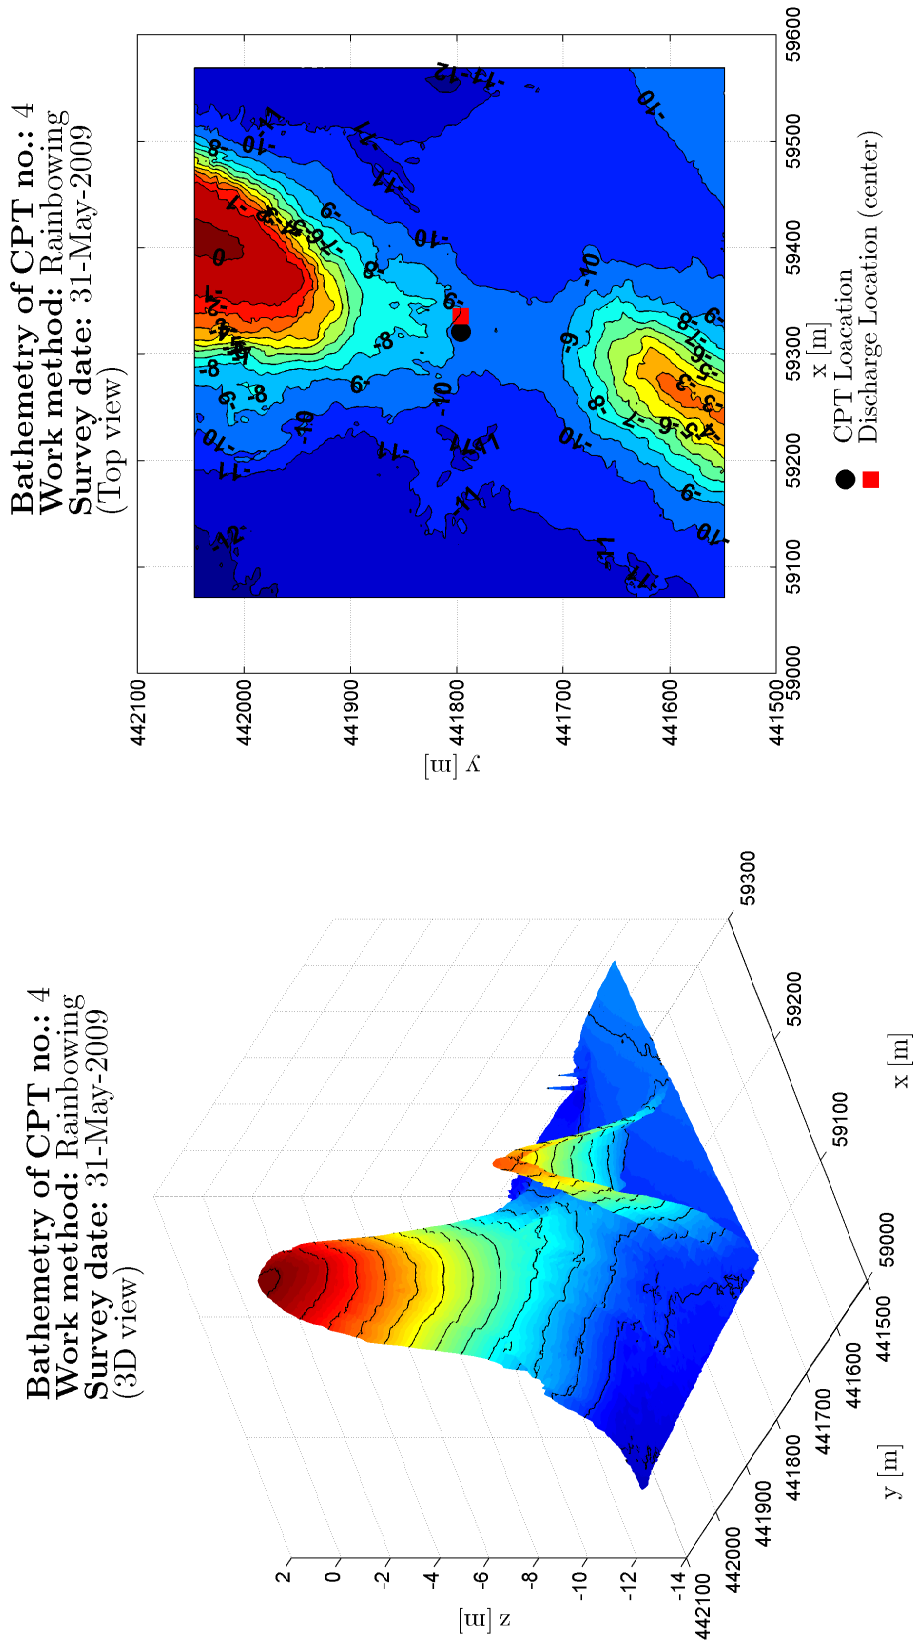 Bathemetry of CPT no.: 4
Work method: Rainbowing
Survey date: 31-May-2009
(3D view)
2
0
-2
-4
-6
-8
-10
-12
-14
z [m]
442100
442000
441900
441800
441700
441600
441500
y [m]
59000
59100
59200
59300
x [m]
Bathemetry of CPT no.: 4
Work method: Rainbowing
Survey date: 31-May-2009
(Top view)
442100
442000
441900
441800
441700
441600
441500
y [m]
59000
59100
59200
59300
59400
59500
59600
x [m]
CPT Loacation
Discharge Location (center)